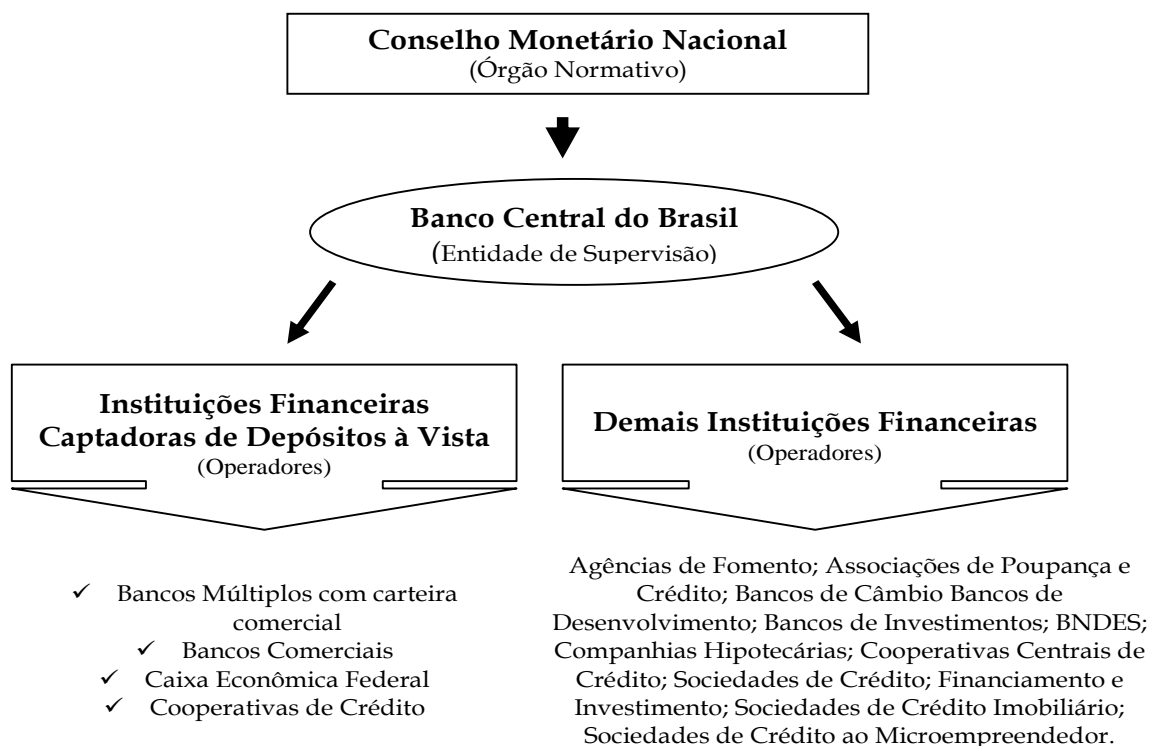 Conselho Monetário Nacional
(Órgão Normativo)
Banco Central do Brasil
(Entidade de Supervisão)
Instituições Financeiras
Captadoras de Depósitos à Vista
(Operadores)
Demais Instituições Financeiras
(Operadores)
✓ Bancos Múltiplos com carteira
comercial
✓ Bancos Comerciais
✓ Caixa Econômica Federal
✓ Cooperativas de Crédito
Agências de Fomento; Associações de Poupança e
Crédito; Bancos de Câmbio Bancos de
Desenvolvimento; Bancos de Investimentos; BNDES;
Companhias Hipotecárias; Cooperativas Centrais de
Crédito; Sociedades de Crédito; Financiamento e
Investimento; Sociedades de Crédito Imobiliário;
Sociedades de Crédito ao Microempreendedor.